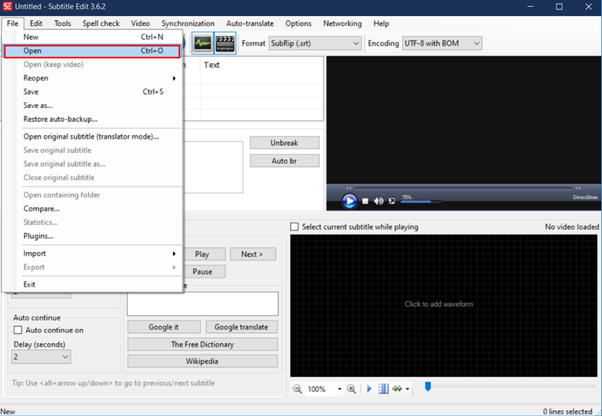 Untitled - Subtitle Edit 3.6.2
File Edit Tools Spell check Video Synchronization Auto-translate Options Networking Help
New Ctrl+N
Open Ctrl+O
Open (keep video)
Reopen
Save Ctrl+S
Save as...
Restore auto-backup...
Open original subtitle (translator mode)...
Save original subtitle
Save original subtitle as...
Close original subtitle
Open containing folder
Compare...
Statistics...
Plugins...
Import
Export
Exit
Format SubRip (.srt) Encoding UTF-8 with BOM
Text
Unbreak
Auto br
75%
DirectShow
Select current subtitle while playing No video loaded
Play Next >
Pause
Click to add waveform
Auto continue
Auto continue on
Delay (seconds)
2
Google it Google translate
The Free Dictionary
Wikipedia
Tip: Use <alt+arrow up/down> to go to previous/next subtitle
100%
New 0 lines selected